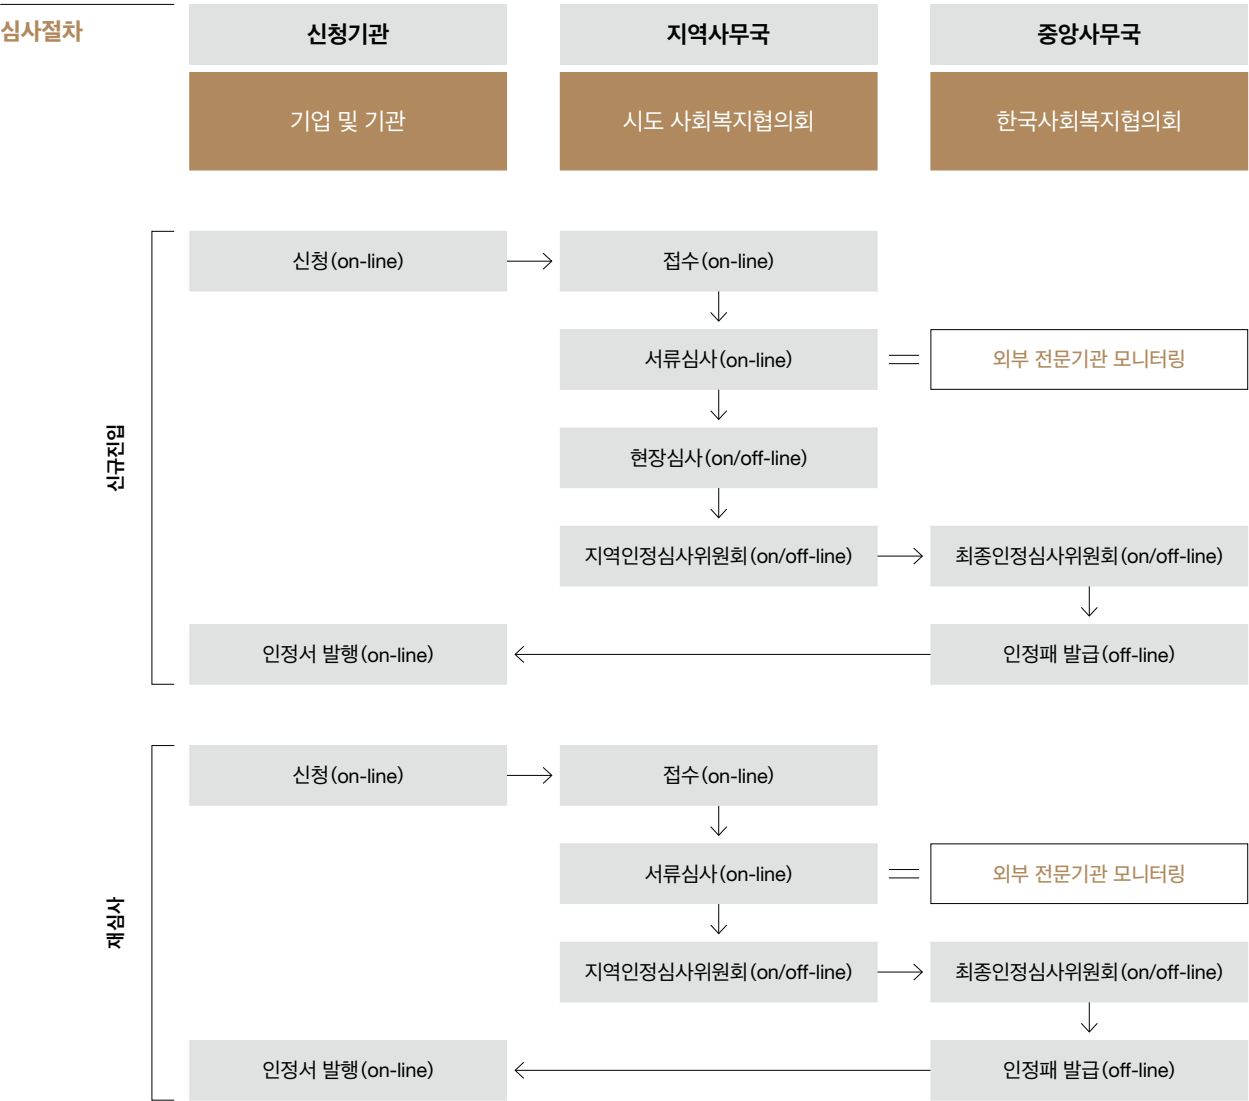 심사절차
신청기관
지역사무국
중앙사무국
기업 및 기관
시도 사회복지협의회
한국사회복지협의회
신규진입
신청(on-line)
접수(on-line)
서류심사(on-line)
외부 전문기관 모니터링
현장심사(on/off-line)
지역인정심사위원회(on/off-line)
최종인정심사위원회(on/off-line)
인정서 발행(on-line)
인정패 발급(off-line)
재심사
신청(on-line)
접수(on-line)
서류심사(on-line)
외부 전문기관 모니터링
지역인정심사위원회(on/off-line)
최종인정심사위원회(on/off-line)
인정서 발행(on-line)
인정패 발급(off-line)